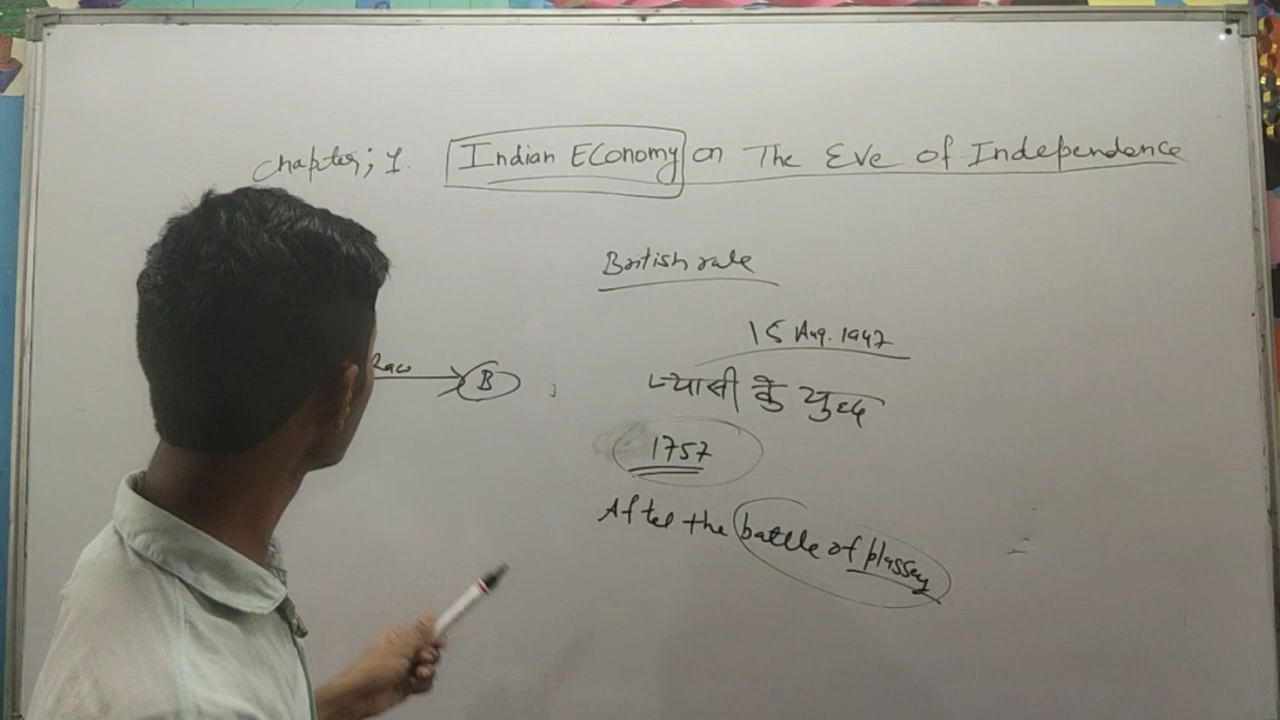 Chapter; 1. Indian Economy on The Eve of Independence
British rule
15 Aug. 1947
Raw → B
प्यासी के युद्ध
1757
After the battle of plassey